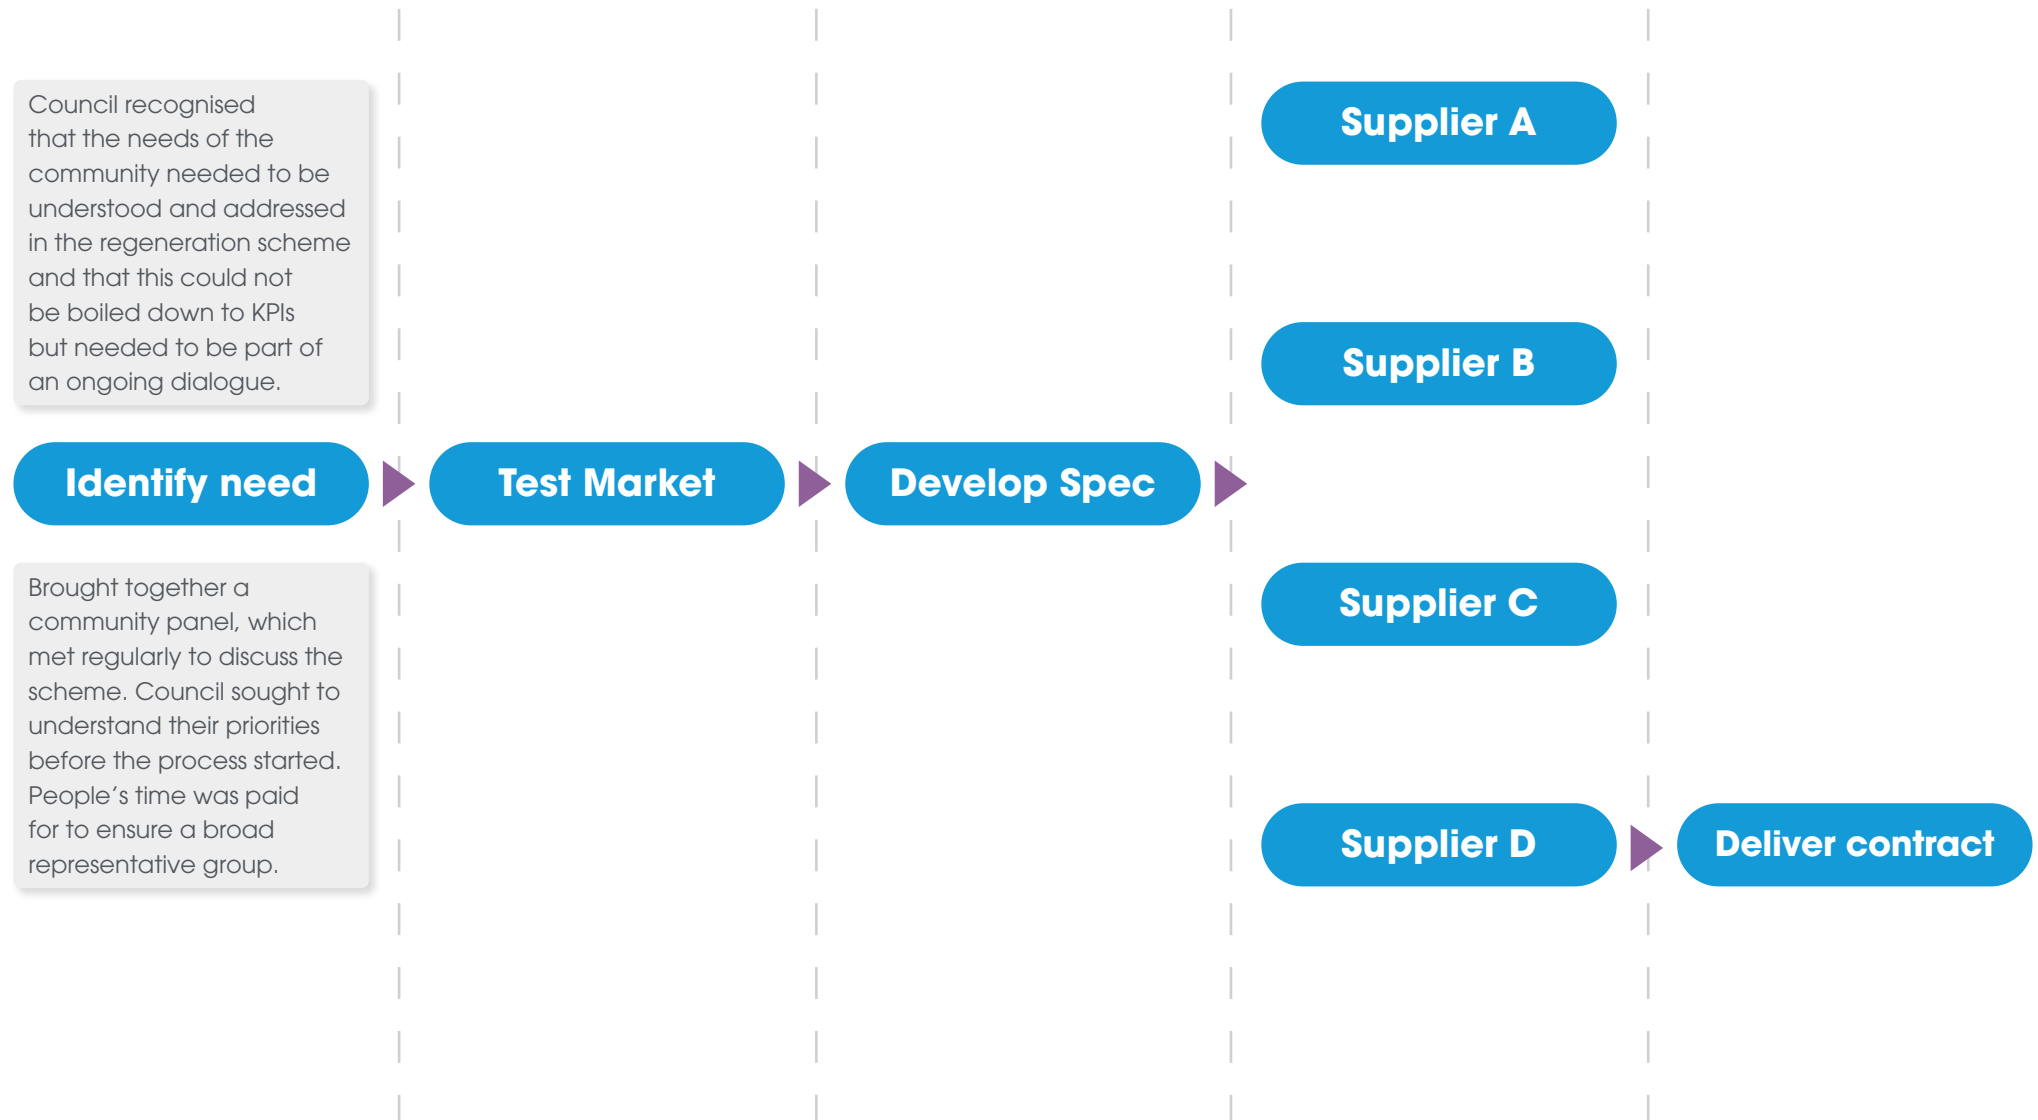 Council recognised
that the needs of the
community needed to be
understood and addressed
in the regeneration scheme
and that this could not
be boiled down to KPIs
but needed to be part of
an ongoing dialogue.
Identify need
Brought together a
community panel, which
met regularly to discuss the
scheme. Council sought to
understand their priorities
before the process started.
People’s time was paid
for to ensure a broad
representative group.
Test Market
Develop Spec
Supplier A
Supplier B
Supplier C
Supplier D
Deliver contract